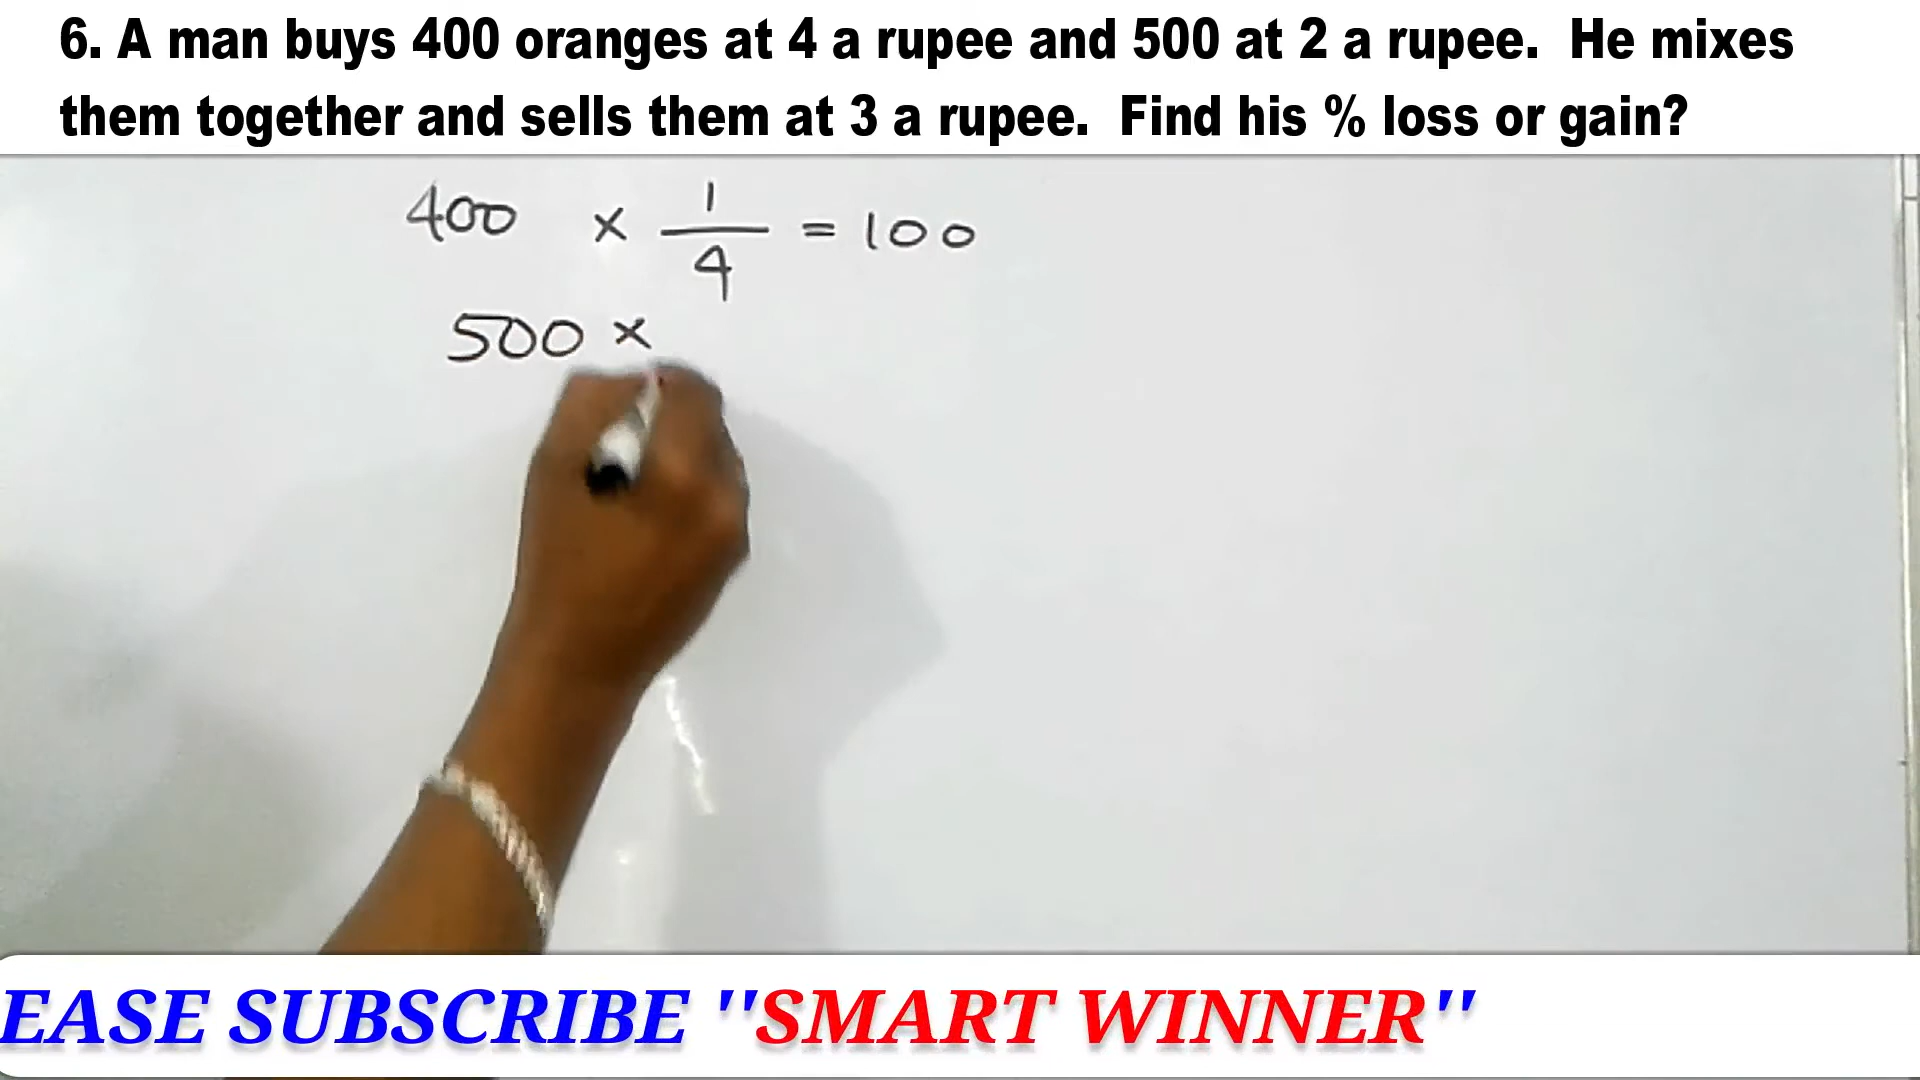 6. A man buys 400 oranges at 4 a rupee and 500 at 2 a rupee. He mixes
them together and sells them at 3 a rupee. Find his % loss or gain?
400 × 1/4 = 100
500 ×
EASE SUBSCRIBE "SMART WINNER"